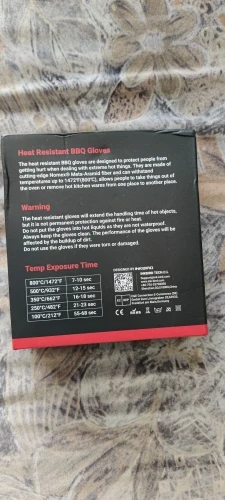 Heat Resistant BBQ Gloves
The heat resistant BBQ gloves are designed to protect people from
getting hurt when dealing with extreme hot things. They are made of
cutting-edge Nomex® Meta-Aramid fiber and can withstand
temperatures up to 1472°F(800°C), allows people to take things out of
the oven or remove hot kitchen wares from one place to another place.
Warning
The heat resistant gloves will extend the handling time of hot objects,
but it is not permanent protection against fire or heat.
Do not put the gloves into hot liquids as they are not waterproof.
Always keep the gloves clean. The performance of the gloves will be
affected by the buildup of dirt.
Do not use the gloves if they were torn or damaged.
Temp Exposure Time
800°C/1472°F 7-10 sec
500°C/932°F 12-15 sec
350°C/662°F 16-18 sec
250°C/482°F 21-23 sec
100°C/212°F 55-68 sec
DESIGNED BY
CE